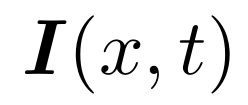 I(x, t)